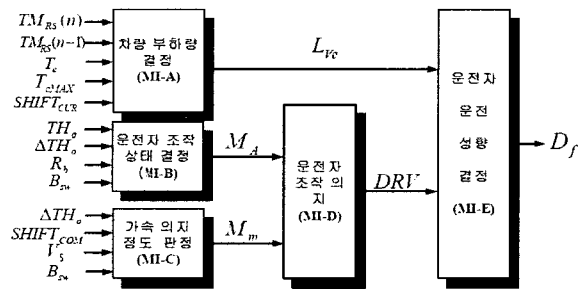 TM_RS(n)
TM_RS(n-1)
T_e
T_eMAX
SHIFT_CUR
차량 부하량
결정
(MI-A)
L_Vc
TH_o
ΔTH_o
R_b
B_sw
운전자 조작
상태 결정
(MI-B)
M_A
ΔTH_o
SHIFT_COM
V_S
B_sw
가속 의지
정도 판정
(MI-C)
M_m
운전자
조작 의
지
(MI-D)
DRV
운전자
운전
성향
결정
(MI-E)
D_f